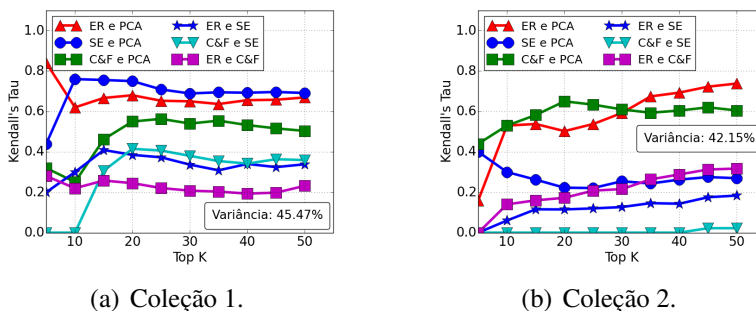 ER e PCA
SE e PCA
C&F e PCA
ER e SE
C&F e SE
ER e C&F
1.0
0.8
0.6
0.4
0.2
0.0
Kendall's Tau
Variância: 45.47%
10 20 30 40 50
Top K
(a) Coleção 1.
ER e PCA
SE e PCA
C&F e PCA
ER e SE
C&F e SE
ER e C&F
1.0
0.8
0.6
0.4
0.2
0.0
Kendall's Tau
Variância: 42.15%
10 20 30 40 50
Top K
(b) Coleção 2.